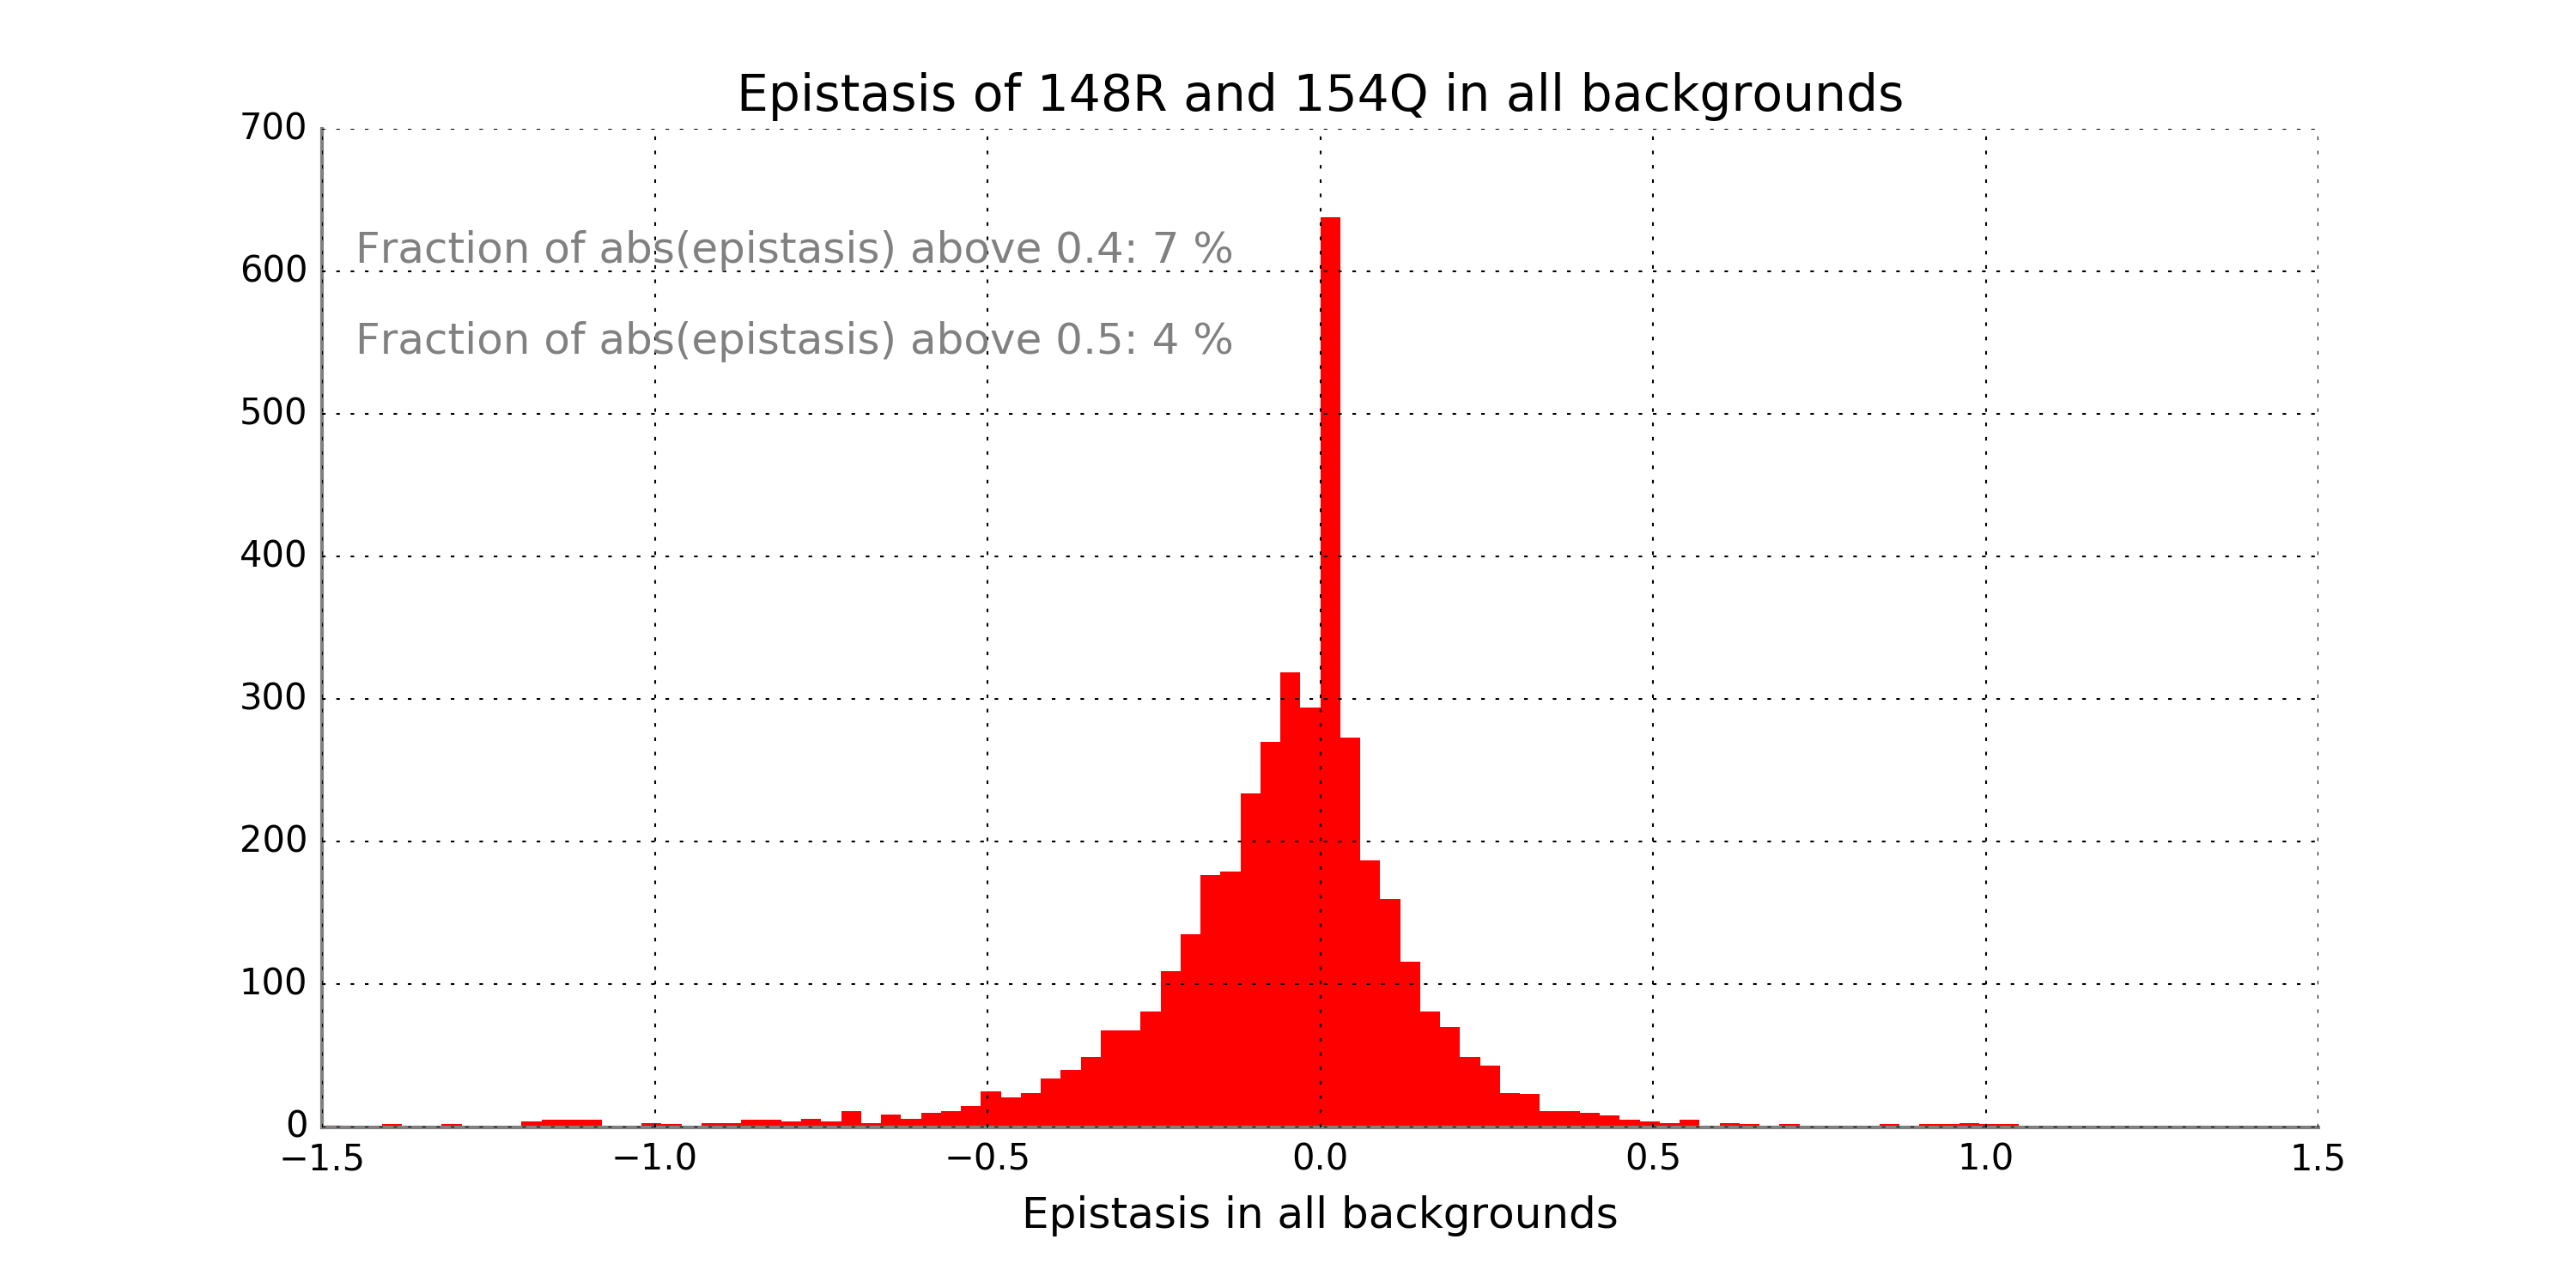 Epistasis of 148R and 154Q in all backgrounds
700
Fraction of abs(epistasis) above 0.4: 7 %
600
Fraction of abs(epistasis) above 0.5: 4 %
500
400
300
200
100
0
−1.5 −1.0 −0.5 0.0 0.5 1.0 1.5
Epistasis in all backgrounds